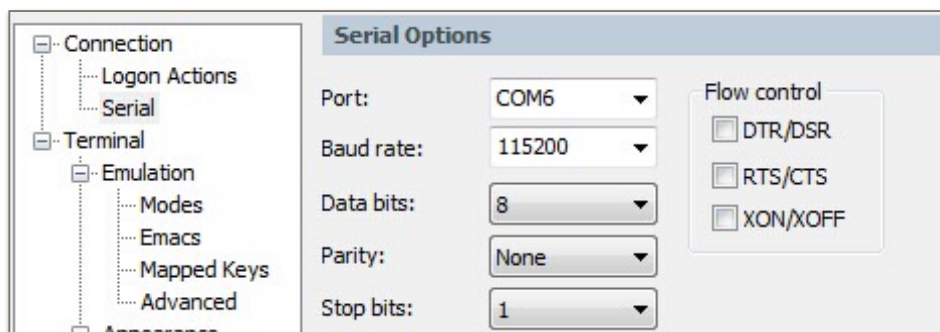 Connection
Logon Actions
Serial
Terminal
Emulation
Modes
Emacs
Mapped Keys
Advanced
Appearance
Serial Options
Port: COM6
Baud rate: 115200
Data bits: 8
Parity: None
Stop bits: 1
Flow control
DTR/DSR
RTS/CTS
XON/XOFF